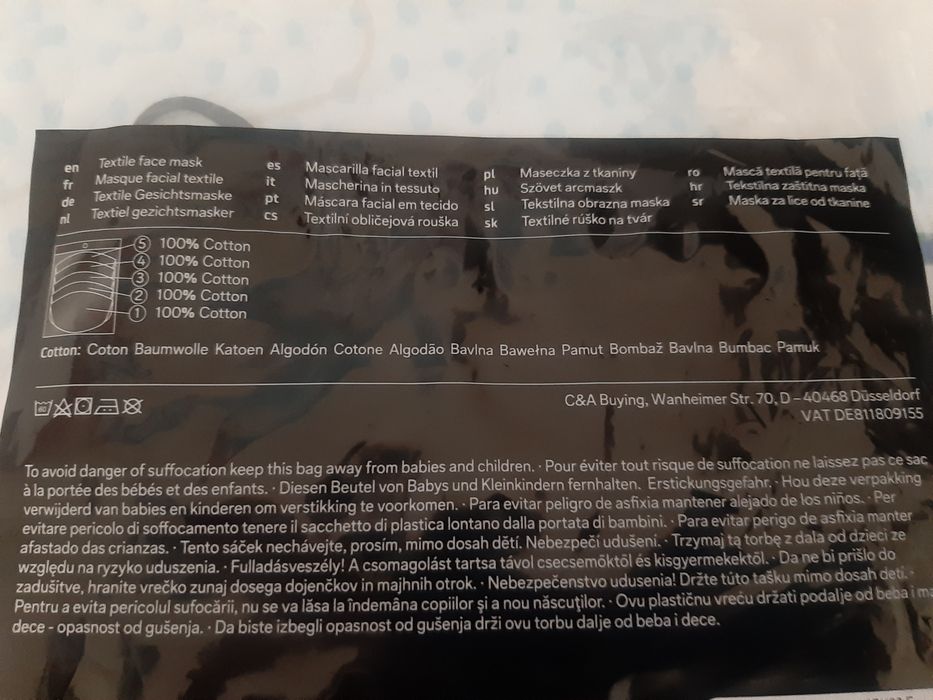 en Textile face mask
fr Masque facial textile
de Textile Gesichtsmaske
nl Textiel gezichtsmasker
es Mascarilla facial textil
it Mascherina in tessuto
pt Máscara facial em tecido
cs Textilní obličejová rouška
pl Maseczka z tkaniny
hu Szövet arcmaszk
sl Tekstilna obrazna maska
sk Textilné rúško na tvár
ro Mască textilă pentru față
hr Tekstilna zaštitna maska
sr Maska za lice od tkanine
5 100% Cotton
4 100% Cotton
3 100% Cotton
2 100% Cotton
1 100% Cotton
Cotton: Coton Baumwolle Katoen Algodón Cotone Algodão Bavlna Bawełna Pamut Bombaž Bavlna Bumbac Pamuk
60
C&A Buying, Wanheimer Str. 70, D – 40468 Düsseldorf
VAT DE811809155
To avoid danger of suffocation keep this bag away from babies and children. · Pour éviter tout risque de suffocation ne laissez pas ce sac
à la portée des bébés et des enfants. · Diesen Beutel von Babys und Kleinkindern fernhalten. Erstickungsgefahr. · Hou deze verpakking
verwijderd van babies en kinderen om verstikking te voorkomen. · Para evitar peligro de asfixia mantener alejado de los niños. · Per
evitare pericolo di soffocamento tenere il sacchetto di plastica lontano dalla portata di bambini. · Para evitar perigo de asfixia manter
afastado das crianzas. · Tento sáček nechávejte, prosím, mimo dosah dětí. Nebezpečí udušení. · Trzymaj tą torbę z dala od dzieci ze
względu na ryzyko uduszenia. · Fulladásveszély! A csomagolást tartsa távol csecsemőktől és kisgyermekektől. · Da ne bi prišlo do
zadušitve, hranite vrečko zunaj dosega dojenčkov in majhnih otrok. · Nebezpečenstvo udusenia! Držte túto tašku mimo dosah detí. ·
Pentru a evita pericolul sufocării, nu se va lăsa la îndemâna copiilor și a nou născuților. · Ovu plastičnu vreću držati podalje od beba i
dece - opasnost od gušenja. · Da biste izbegli opasnost od gušenja drži ovu torbu dalje od beba i dece.